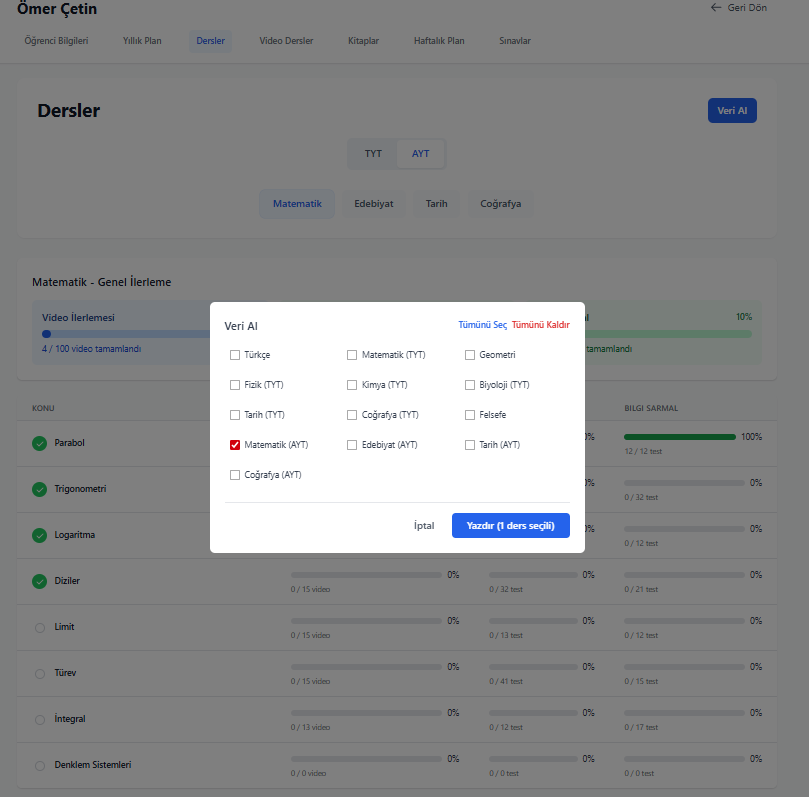 Ömer Çetin
← Geri Dön
Öğrenci Bilgileri Yıllık Plan Dersler Video Dersler Kitaplar Haftalık Plan Sınavlar
Dersler
Veri Al
TYT AYT
Matematik Edebiyat Tarih Coğrafya
Matematik - Genel İlerleme
Video İlerlemesi
10%
4 / 100 video tamamlandı
tamamlandı
Veri Al
Tümünü Seç Tümünü Kaldır
Türkçe Matematik (TYT) Geometri
Fizik (TYT) Kimya (TYT) Biyoloji (TYT)
Tarih (TYT) Coğrafya (TYT) Felsefe
Matematik (AYT) Edebiyat (AYT) Tarih (AYT)
Coğrafya (AYT)
İptal Yazdır (1 ders seçili)
KONU BILGI SARMAL
Parabol 100%
12 / 12 test
Trigonometri 0%
0 / 32 test
Logaritma 0%
0 / 12 test
Diziler 0% 0% 0%
0 / 15 video 0 / 32 test 0 / 21 test
Limit 0% 0% 0%
0 / 15 video 0 / 13 test 0 / 12 test
Türev 0% 0% 0%
0 / 15 video 0 / 41 test 0 / 15 test
İntegral 0% 0% 0%
0 / 13 video 0 / 12 test 0 / 17 test
Denklem Sistemleri 0% 0% 0%
0 / 0 video 0 / 0 test 0 / 0 test